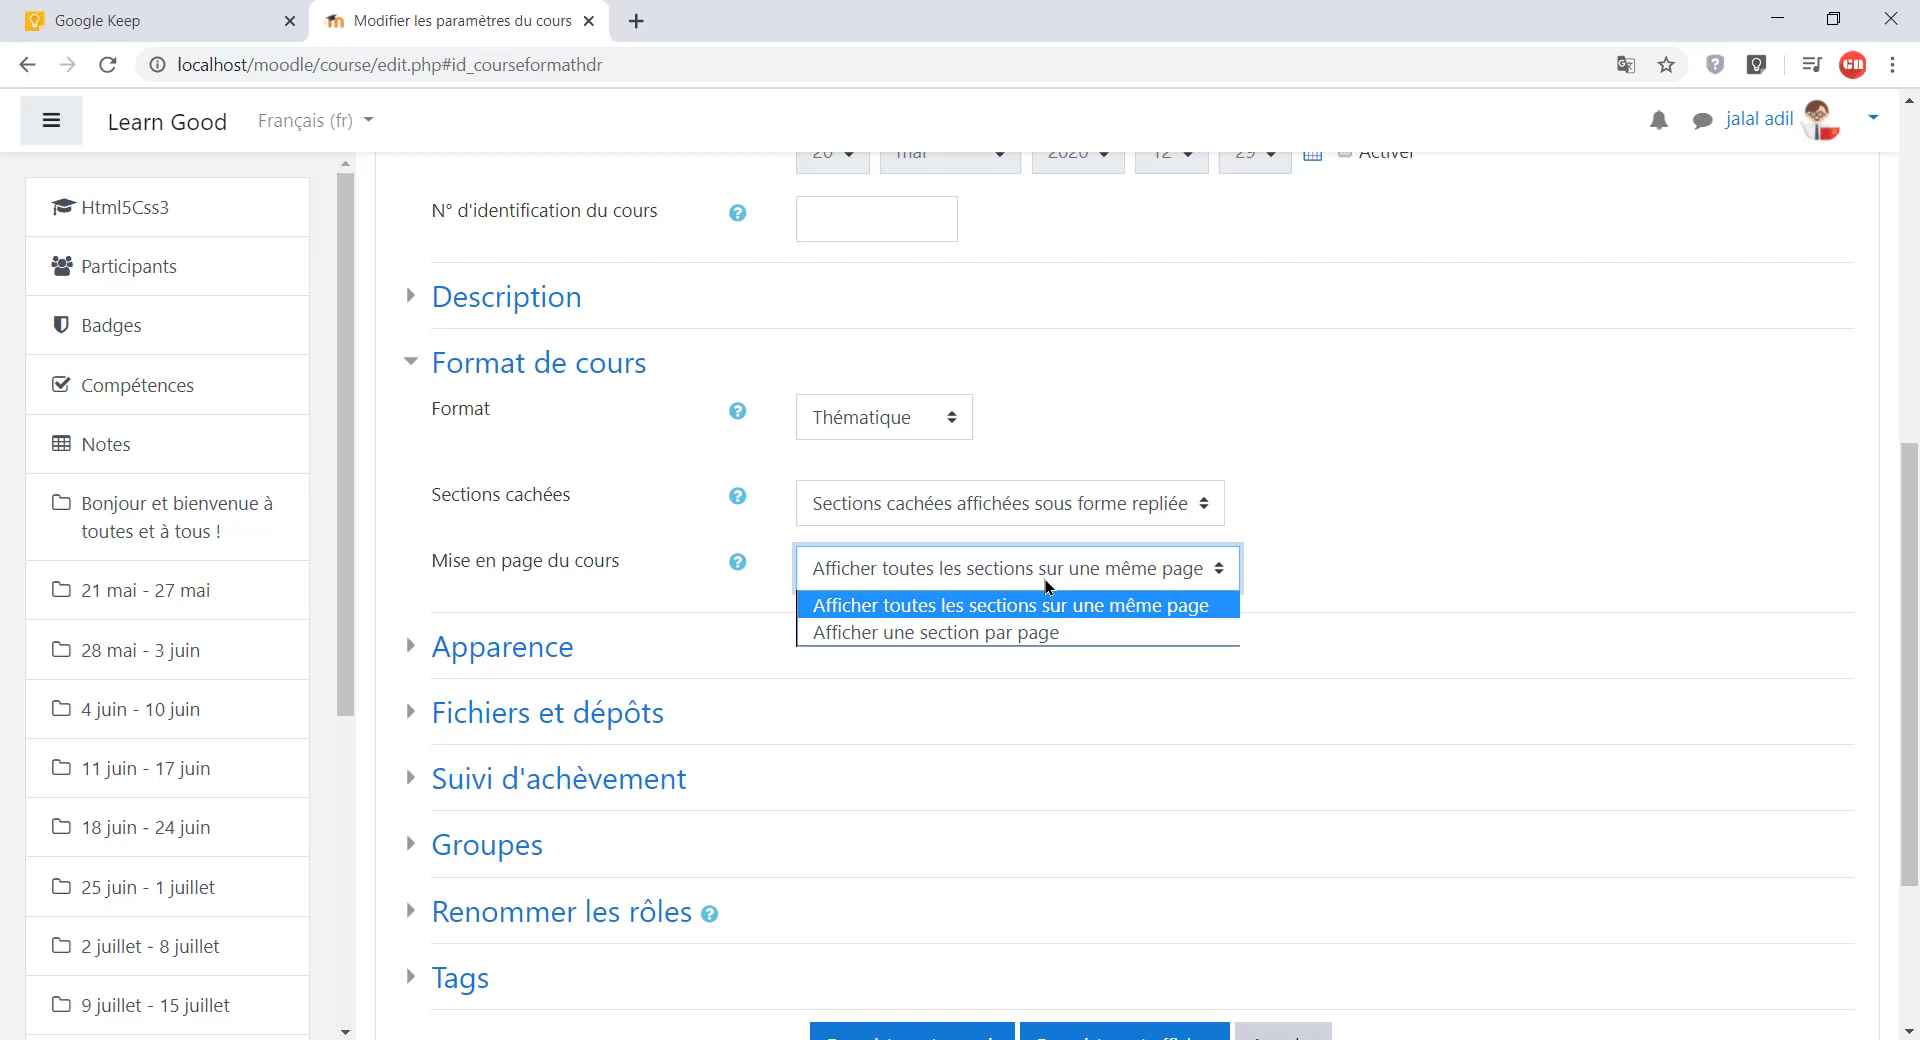 Google Keep
Modifier les paramètres du cours
localhost/moodle/course/edit.php#id_courseformathdr
Learn Good
Français (fr)
jalal adil
Html5Css3
Participants
Badges
Compétences
Notes
Bonjour et bienvenue à
toutes et à tous !
21 mai - 27 mai
28 mai - 3 juin
4 juin - 10 juin
11 juin - 17 juin
18 juin - 24 juin
25 juin - 1 juillet
2 juillet - 8 juillet
9 juillet - 15 juillet
20 mai 2020 12 29 Activer
N° d'identification du cours
Description
Format de cours
Format
Thématique
Sections cachées
Sections cachées affichées sous forme repliée
Mise en page du cours
Afficher toutes les sections sur une même page
Afficher toutes les sections sur une même page
Afficher une section par page
Apparence
Fichiers et dépôts
Suivi d'achèvement
Groupes
Renommer les rôles
Tags